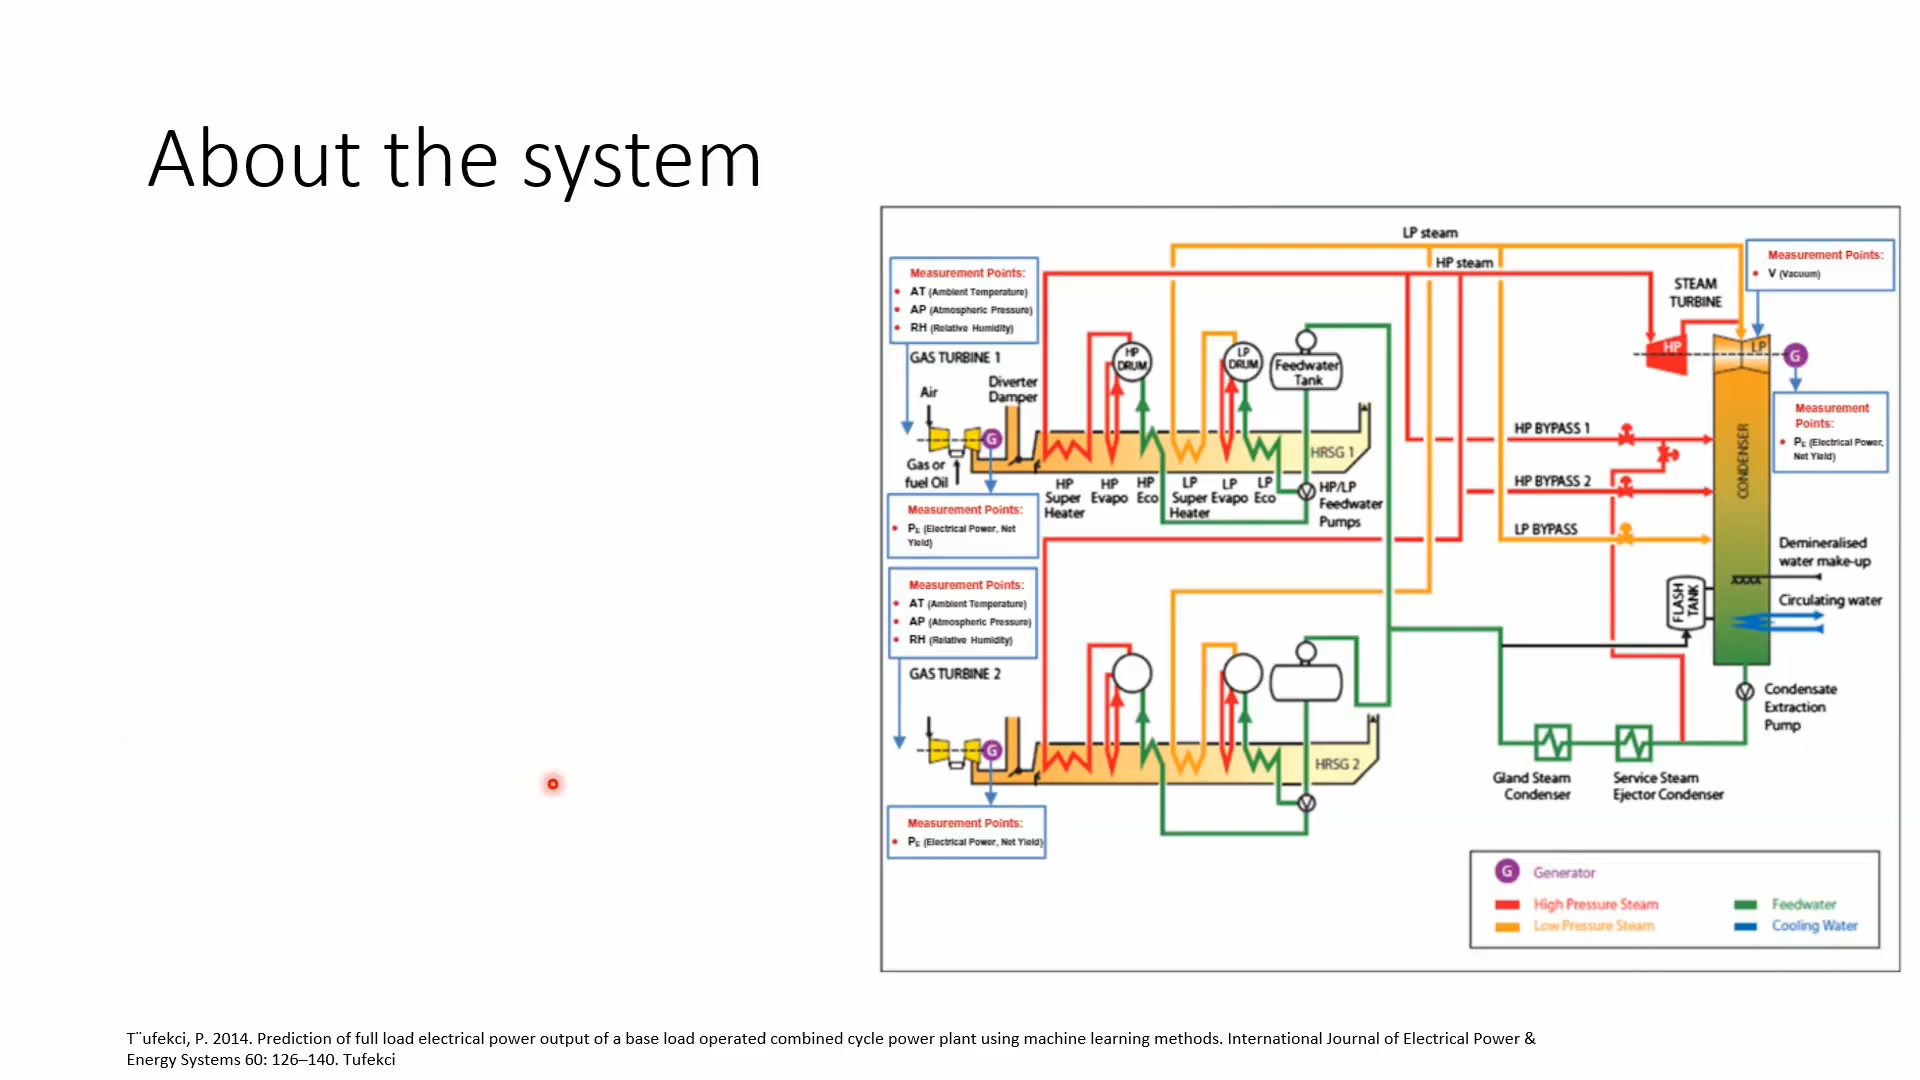 About the system
LP steam
HP steam
Measurement Points:
AT (Ambient Temperature)
AP (Atmospheric Pressure)
RH (Relative Humidity)
Measurement Points:
V (Vacuum)
STEAM
TURBINE
HP
LP
G
GAS TURBINE 1
Air
Diverter
Damper
HP
DRUM
LP
DRUM
Feedwater
Tank
Measurement
Points:
PE (Electrical Power,
Net Yield)
G
Gas or
fuel Oil
HRSG 1
HP
Super
Heater
HP
Evapo
HP
Eco
LP
Super
Heater
LP
Evapo
LP
Eco
HP/LP
Feedwater
Pumps
HP BYPASS 1
HP BYPASS 2
LP BYPASS
CONDENSER
Measurement Points:
PE (Electrical Power, Net
Yield)
Demineralised
water make-up
FLASH
TANK
Circulating water
Measurement Points:
AT (Ambient Temperature)
AP (Atmospheric Pressure)
RH (Relative Humidity)
GAS TURBINE 2
G
HRSG 2
Condensate
Extraction
Pump
Gland Steam
Condenser
Service Steam
Ejector Condenser
Measurement Points:
PE (Electrical Power, Net Yield)
G Generator
High Pressure Steam
Feedwater
Low Pressure Steam
Cooling Water
T¨ufekci, P. 2014. Prediction of full load electrical power output of a base load operated combined cycle power plant using machine learning methods. International Journal of Electrical Power &
Energy Systems 60: 126–140. Tufekci